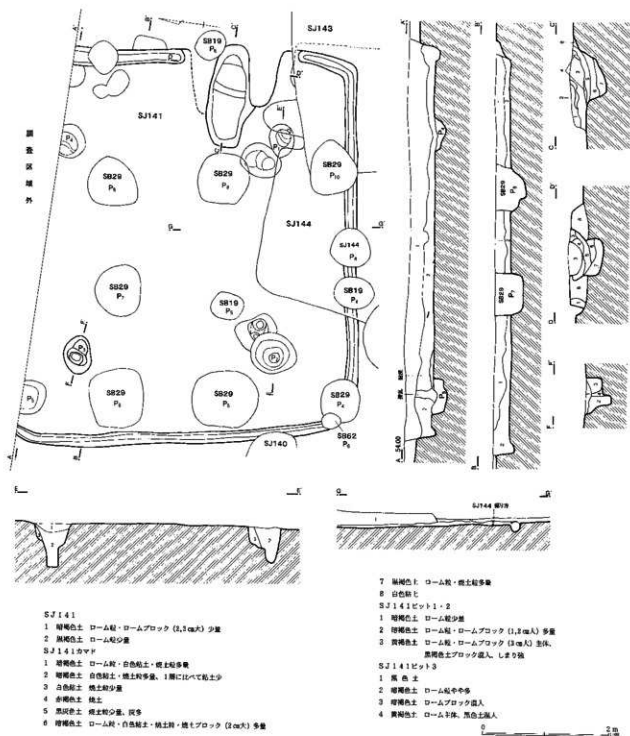 SJ143
SB19
P₆
SJ141
調査区域外
SB29
P₈
SB29
P₉
SB29
P₁₀
SJ144
SJ144
P₄
SB29
P₇
SB19
P₅
SB19
P₄
SB29
P₆
SB29
P₅
SB29
P₄
SJ140
SB62
P₆
SB29
P₈
SB29
P₇
54.00
SJ144
SJ141
1 暗褐色土 ローム粒・ロームブロック(2,3㎝大)少量
2 黒褐色土 ローム粒少量
SJ141カマド
1 暗褐色土 ローム粒・白色粘土・焼土粒多量
2 暗褐色土 白色粘土・焼土粒多量、1層に比べて粘土少
3 白色粘土 焼土粒少量
4 赤褐色土 焼土
5 黒灰色土 焼土粒少量、炭多
6 暗褐色土 ローム粒・白色粘土・焼土粒・焼土ブロック(2㎝大)多量
7 黒褐色土 ローム粒・焼土粒多量
8 白色粘土
SJ141ピット1・2
1 暗褐色土 ローム粒少量
2 暗褐色土 ローム粒・ロームブロック(1,2㎝大)多量
3 黄褐色土 ローム粒・ロームブロック(3㎝大)主体、
黒褐色土ブロック混入、しまり強
SJ141ピット3
1 黒色土
2 暗褐色土 ローム粒やや多
3 暗褐色土 ロームブロック混入
4 黄褐色土 ローム主体、黒色土混入
0 2m